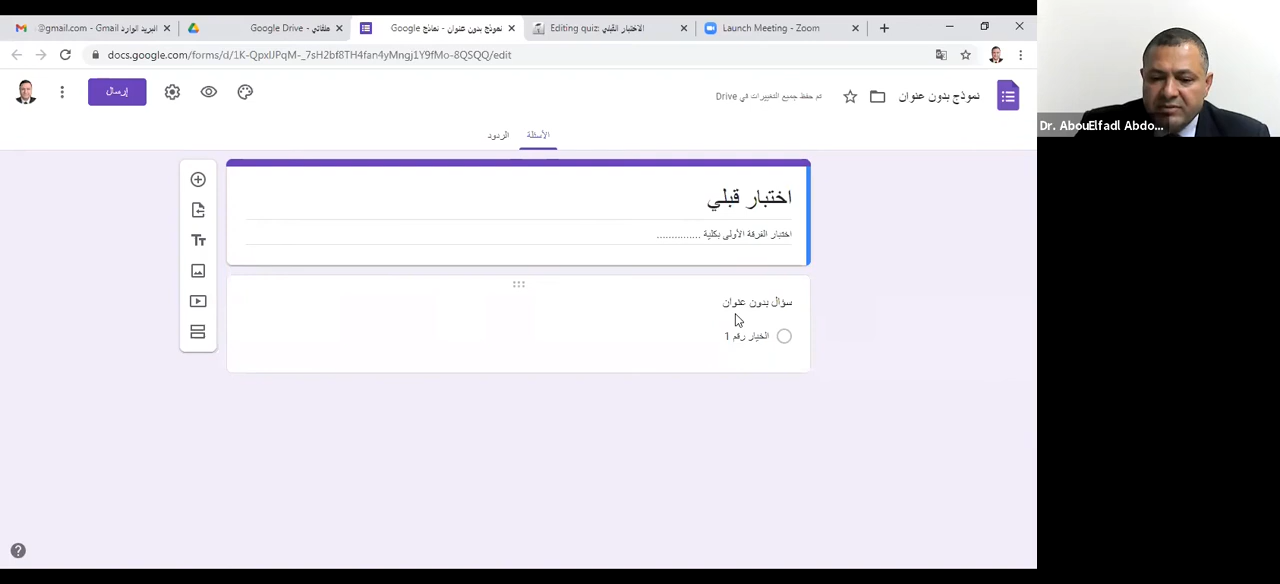 البريد الوارد - @gmail.com - Gmail
ملفاتي - Google Drive
نموذج بدون عنوان - نماذج Google
Editing quiz: الاختبار القبلي
Launch Meeting - Zoom
docs.google.com/forms/d/1K-QpxJJPqM-_7sH2bf8TH4fan4yMngj1Y9fMo-8QSQQ/edit
نموذج بدون عنوان
تم حفظ جميع التغييرات في Drive
إرسال
الأسئلة
الردود
اختبار قبلي
اختبار الفرقة الأولى بكلية ...............
سؤال بدون عنوان
الخيار رقم 1
Dr. AbouElfadl Abdo...